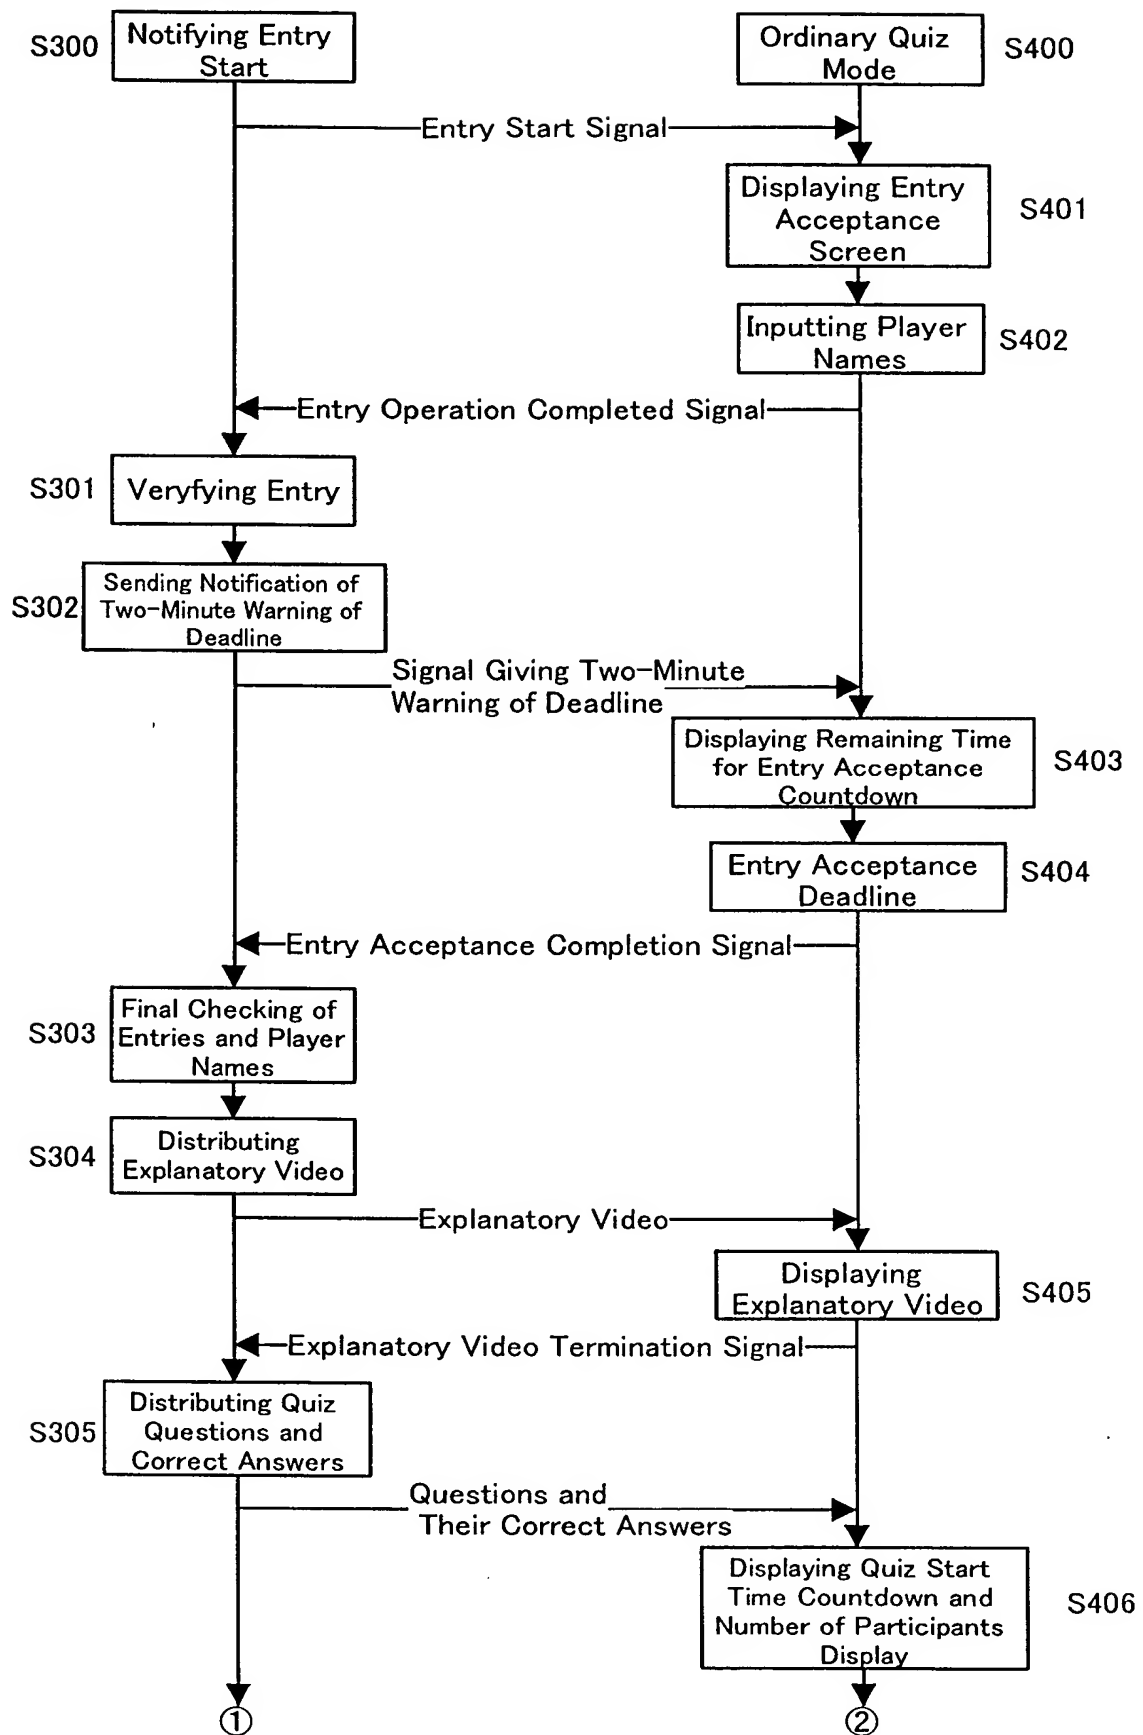 S300
Notifying Entry
Start
Ordinary Quiz
Mode
S400
Entry Start Signal
Displaying Entry
Acceptance
Screen
S401
Inputting Player
Names
S402
Entry Operation Completed Signal
S301
Veryfying Entry
S302
Sending Notification of
Two-Minute Warning of
Deadline
Signal Giving Two-Minute
Warning of Deadline
Displaying Remaining Time
for Entry Acceptance
Countdown
S403
Entry Acceptance
Deadline
S404
Entry Acceptance Completion Signal
S303
Final Checking of
Entries and Player
Names
S304
Distributing
Explanatory Video
Explanatory Video
Displaying
Explanatory Video
S405
Explanatory Video Termination Signal
S305
Distributing Quiz
Questions and
Correct Answers
Questions and
Their Correct Answers
Displaying Quiz Start
Time Countdown and
Number of Participants
Display
S406
①
②